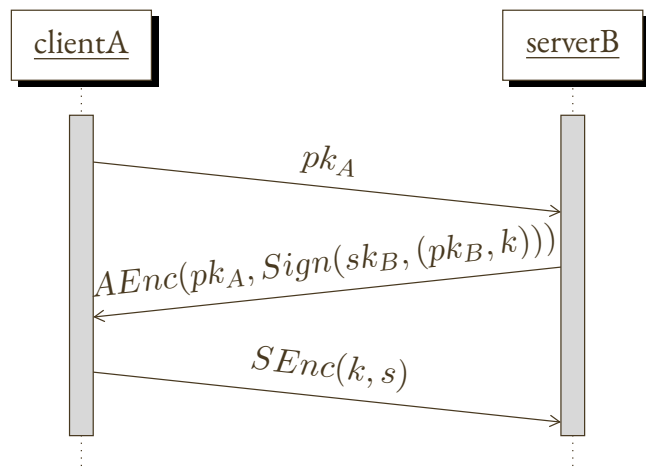 clientA
serverB
pk_A
AEnc(pk_A, Sign(sk_B, (pk_B, k)))
SEnc(k, s)